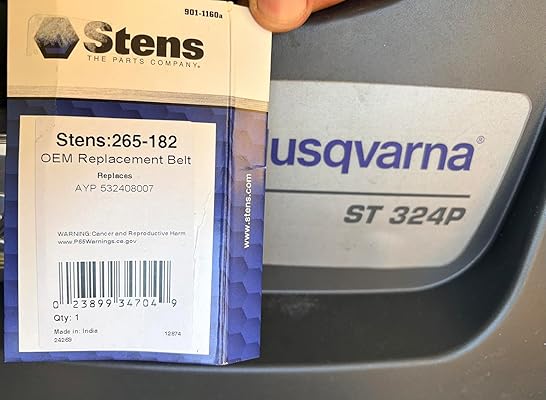 901-1160a
Stens
THE PARTS COMPANY®
Stens:265-182
OEM Replacement Belt
Replaces
AYP 532408007
WARNING: Cancer and Reproductive Harm
www.P65Warnings.ca.gov
0 23899 34704 9
Qty: 1
Made in: India
12874
24269
www.stens.com
usqvarna®
ST 324P